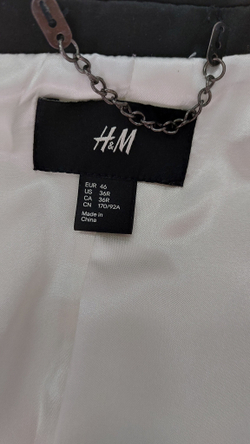 H&M
EUR 46
US 36R
CA 36R
CN 170/92A
Made in
China